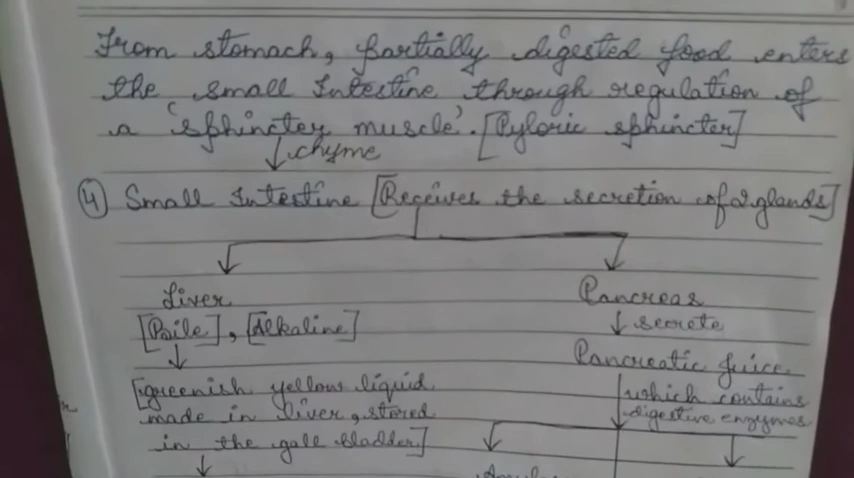 From stomach, partially digested food enters
the small Intestine through regulation of
a 'sphincter muscle'. [Pyloric sphincter]
chyme
4 Small Intestine [Receives the secretion of 2 glands]
Liver Pancreas
[Bile], [Alkaline] secrete
Pancreatic Juice
[greenish yellow liquid which contains
made in liver, stored digestive enzymes
in the gall bladder]